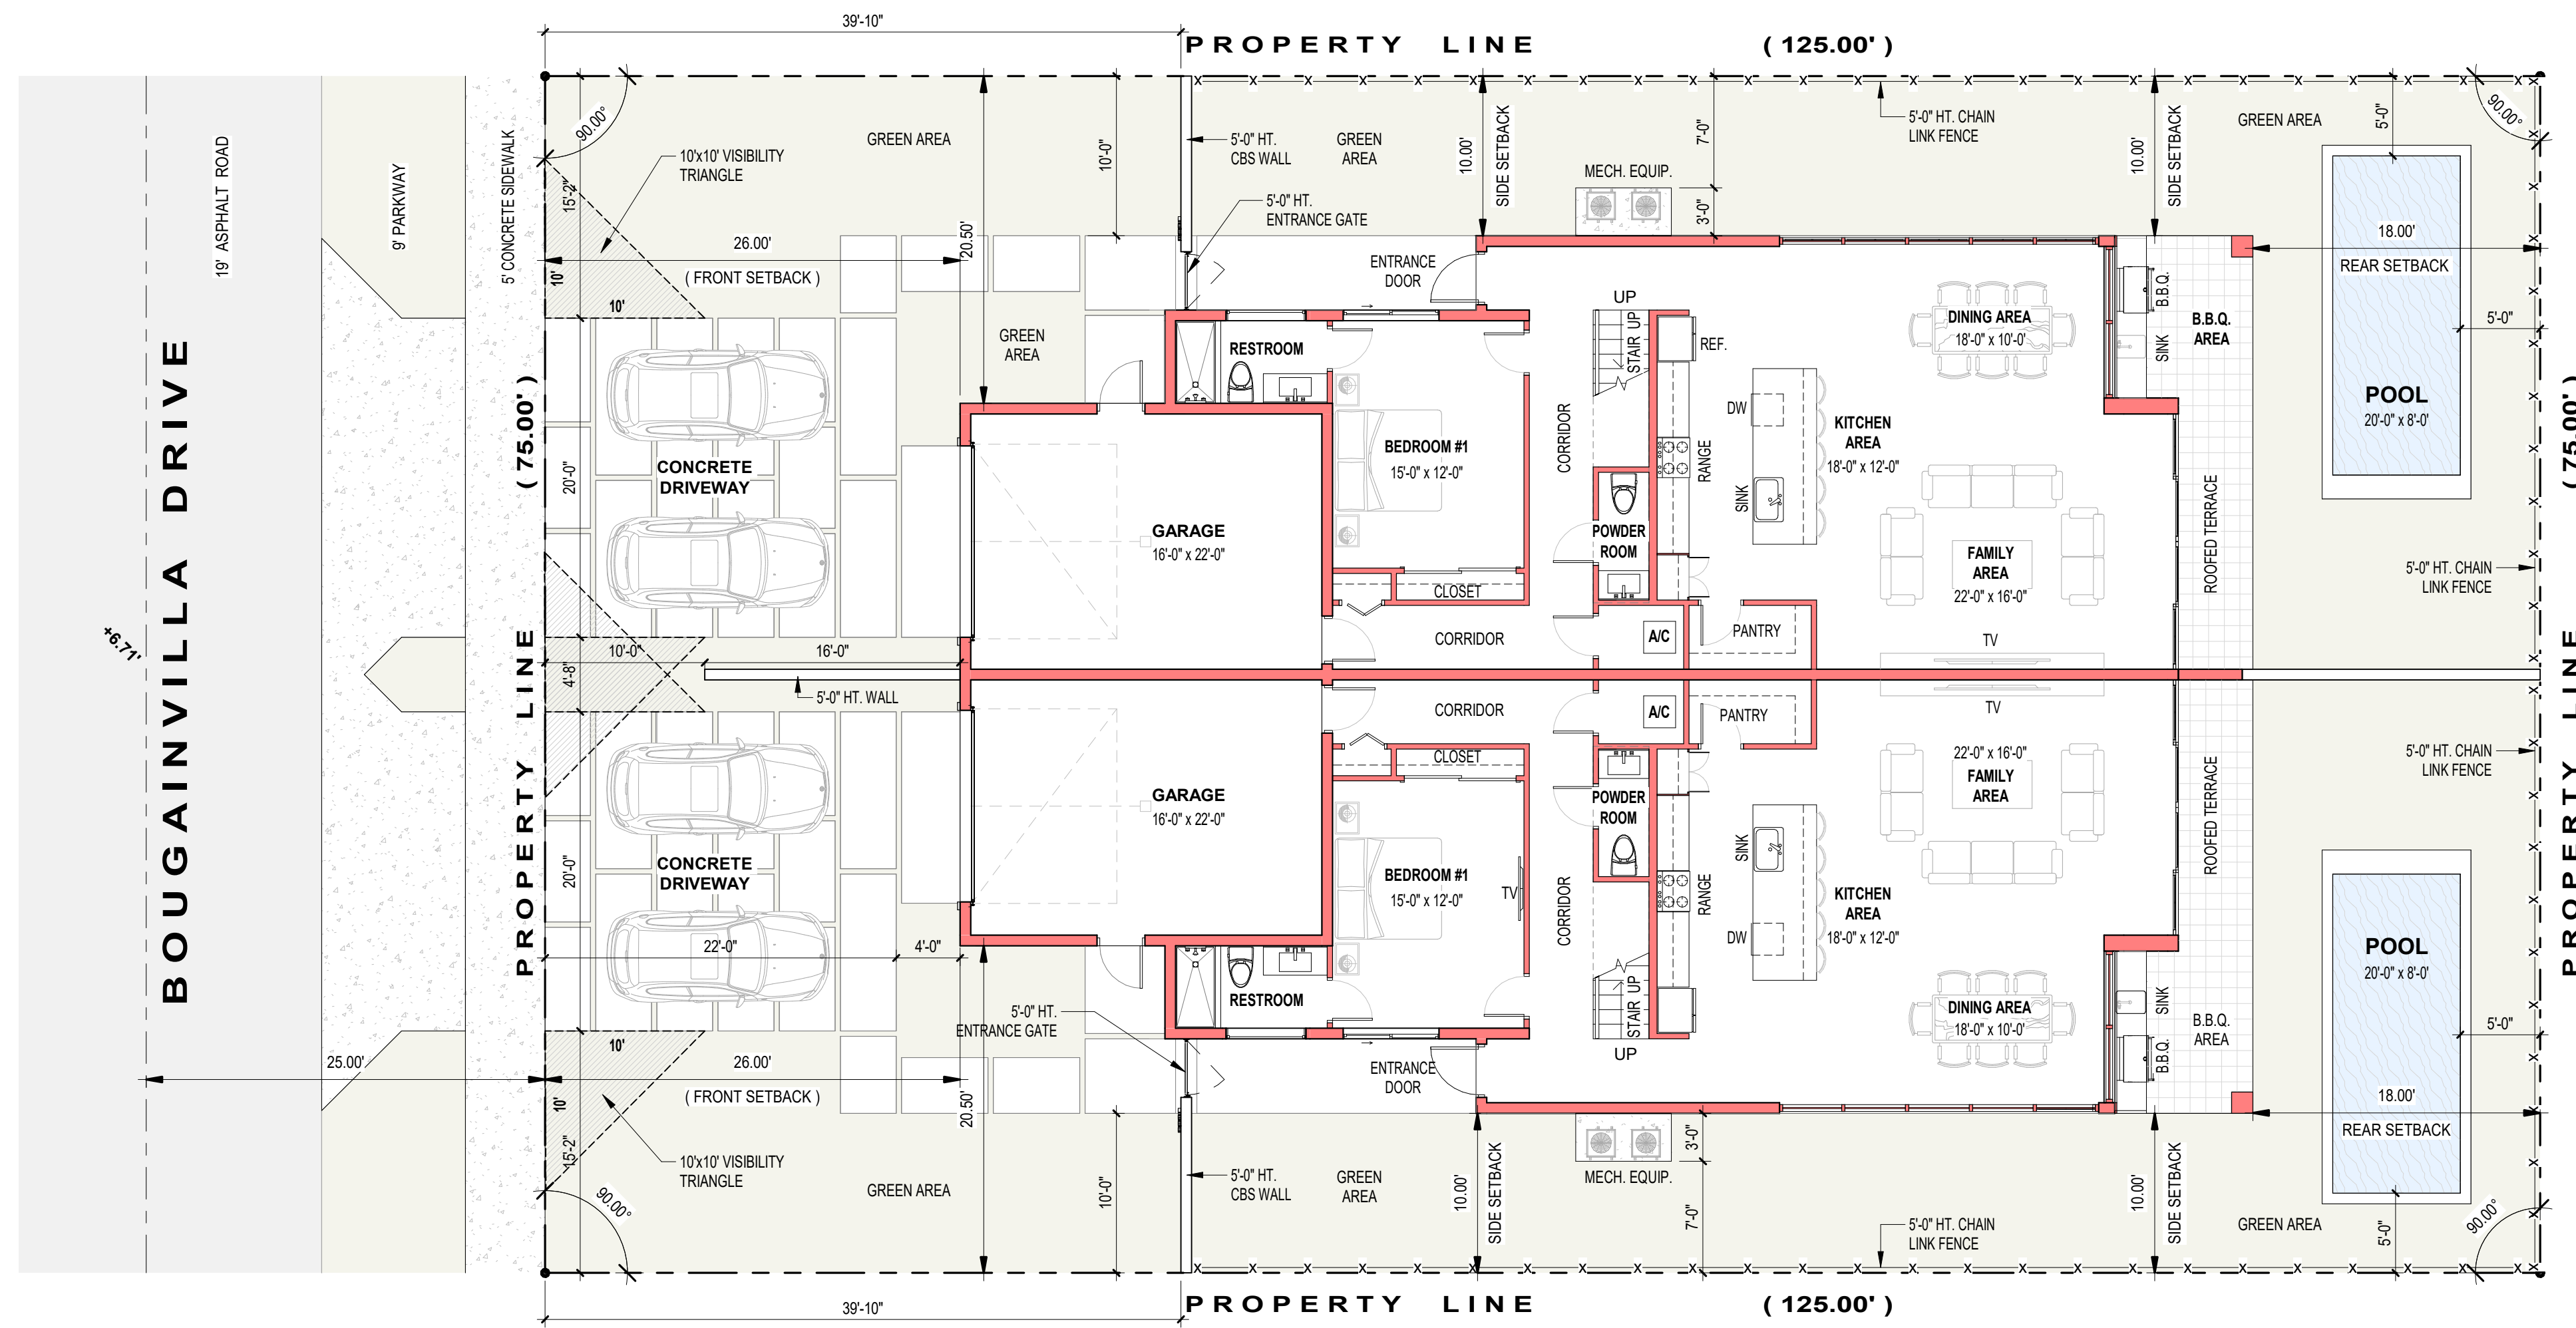 39'-10"
PROPERTY LINE
( 125.00' )
19' ASPHALT ROAD
9' PARKWAY
5' CONCRETE SIDEWALK
90.00°
10'x10' VISIBILITY
TRIANGLE
15'-2"
10'
10'
26.00'
( FRONT SETBACK )
GREEN AREA
20.50'
10'-0"
5'-0" HT.
CBS WALL
5'-0" HT.
ENTRANCE GATE
GREEN
AREA
10.00'
SIDE SETBACK
MECH. EQUIP.
7'-0"
3'-0"
5'-0" HT. CHAIN
LINK FENCE
10.00'
SIDE SETBACK
GREEN AREA
5'-0"
90.00°
18.00'
REAR SETBACK
5'-0"
POOL
20'-0" x 8'-0'
GREEN
AREA
RESTROOM
ENTRANCE
DOOR
UP
STAIR UP
REF.
DINING AREA
18'-0" x 10'-0'
B.B.Q.
SINK
B.B.Q.
AREA
BOUGAINVILLA DRIVE
+6.71'
PROPERTY LINE
( 75.00' )
20'-0"
CONCRETE
DRIVEWAY
GARAGE
16'-0" x 22'-0"
BEDROOM #1
15'-0" x 12'-0"
CORRIDOR
DW
RANGE
SINK
KITCHEN
AREA
18'-0" x 12'-0"
POWDER
ROOM
FAMILY
AREA
22'-0" x 16'-0"
ROOFED TERRACE
5'-0" HT. CHAIN
LINK FENCE
PROPERTY LINE
( 75.00' )
CLOSET
CORRIDOR
A/C
PANTRY
TV
10'-0"
16'-0"
4'-8"
5'-0" HT. WALL
CORRIDOR
A/C
PANTRY
TV
CLOSET
22'-0" x 16'-0"
FAMILY
AREA
ROOFED TERRACE
5'-0" HT. CHAIN
LINK FENCE
GARAGE
16'-0" x 22'-0"
POWDER
ROOM
20'-0"
CONCRETE
DRIVEWAY
BEDROOM #1
15'-0" x 12'-0"
TV
CORRIDOR
SINK
RANGE
DW
KITCHEN
AREA
18'-0" x 12'-0"
22'-0"
4'-0"
POOL
20'-0" x 8'-0'
RESTROOM
STAIR UP
UP
DINING AREA
18'-0" x 10'-0'
SINK
B.B.Q.
B.B.Q.
AREA
5'-0"
5'-0" HT.
ENTRANCE GATE
ENTRANCE
DOOR
25.00'
10'
10'
26.00'
( FRONT SETBACK )
20.50'
18.00'
REAR SETBACK
15'-2"
10'x10' VISIBILITY
TRIANGLE
90.00°
GREEN AREA
10'-0"
5'-0" HT.
CBS WALL
GREEN
AREA
10.00'
SIDE SETBACK
MECH. EQUIP.
3'-0"
7'-0"
5'-0" HT. CHAIN
LINK FENCE
10.00'
SIDE SETBACK
GREEN AREA
5'-0"
90.00°
39'-10"
PROPERTY LINE
( 125.00' )